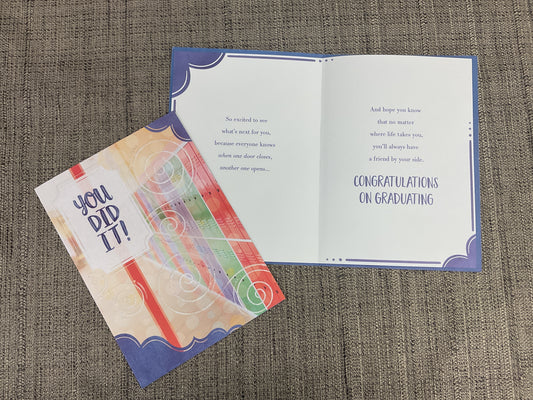 YOU
DID
IT!
So excited to see
what's next for you,
because everyone knows
when one door closes,
another one opens...
And hope you know
that no matter
where life takes you,
you'll always have
a friend by your side.
CONGRATULATIONS
ON GRADUATING